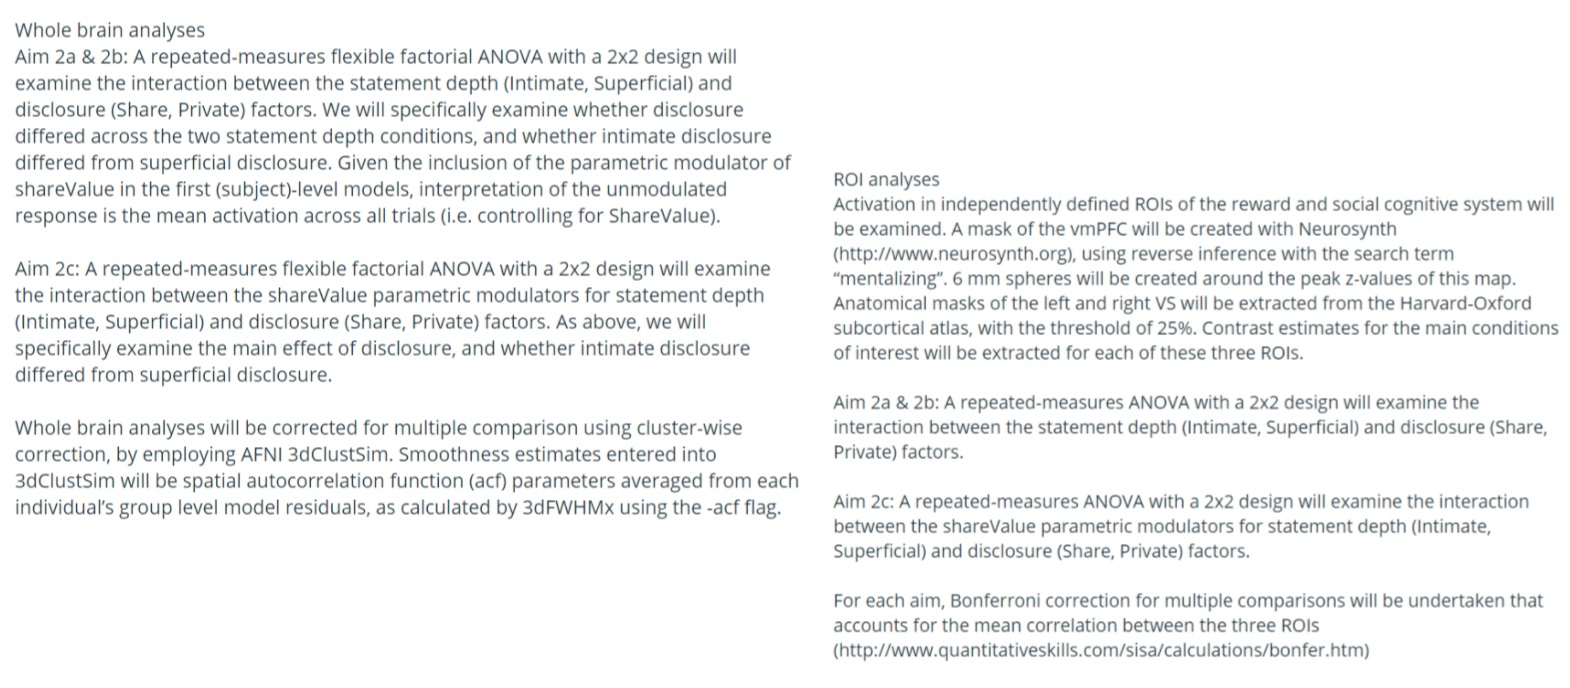 Whole brain analyses
Aim 2a & 2b: A repeated-measures flexible factorial ANOVA with a 2x2 design will
examine the interaction between the statement depth (Intimate, Superficial) and
disclosure (Share, Private) factors. We will specifically examine whether disclosure
differed across the two statement depth conditions, and whether intimate disclosure
differed from superficial disclosure. Given the inclusion of the parametric modulator of
shareValue in the first (subject)-level models, interpretation of the unmodulated
response is the mean activation across all trials (i.e. controlling for ShareValue).
Aim 2c: A repeated-measures flexible factorial ANOVA with a 2x2 design will examine
the interaction between the shareValue parametric modulators for statement depth
(Intimate, Superficial) and disclosure (Share, Private) factors. As above, we will
specifically examine the main effect of disclosure, and whether intimate disclosure
differed from superficial disclosure.
Whole brain analyses will be corrected for multiple comparison using cluster-wise
correction, by employing AFNI 3dClustSim. Smoothness estimates entered into
3dClustSim will be spatial autocorrelation function (acf) parameters averaged from each
individual's group level model residuals, as calculated by 3dFWHMx using the -acf flag.
ROI analyses
Activation in independently defined ROIs of the reward and social cognitive system will
be examined. A mask of the vmPFC will be created with Neurosynth
(http://www.neurosynth.org), using reverse inference with the search term
“mentalizing”. 6 mm spheres will be created around the peak z-values of this map.
Anatomical masks of the left and right VS will be extracted from the Harvard-Oxford
subcortical atlas, with the threshold of 25%. Contrast estimates for the main conditions
of interest will be extracted for each of these three ROIs.
Aim 2a & 2b: A repeated-measures ANOVA with a 2x2 design will examine the
interaction between the statement depth (Intimate, Superficial) and disclosure (Share,
Private) factors.
Aim 2c: A repeated-measures ANOVA with a 2x2 design will examine the interaction
between the shareValue parametric modulators for statement depth (Intimate,
Superficial) and disclosure (Share, Private) factors.
For each aim, Bonferroni correction for multiple comparisons will be undertaken that
accounts for the mean correlation between the three ROIs
(http://www.quantitativeskills.com/sisa/calculations/bonfer.htm)